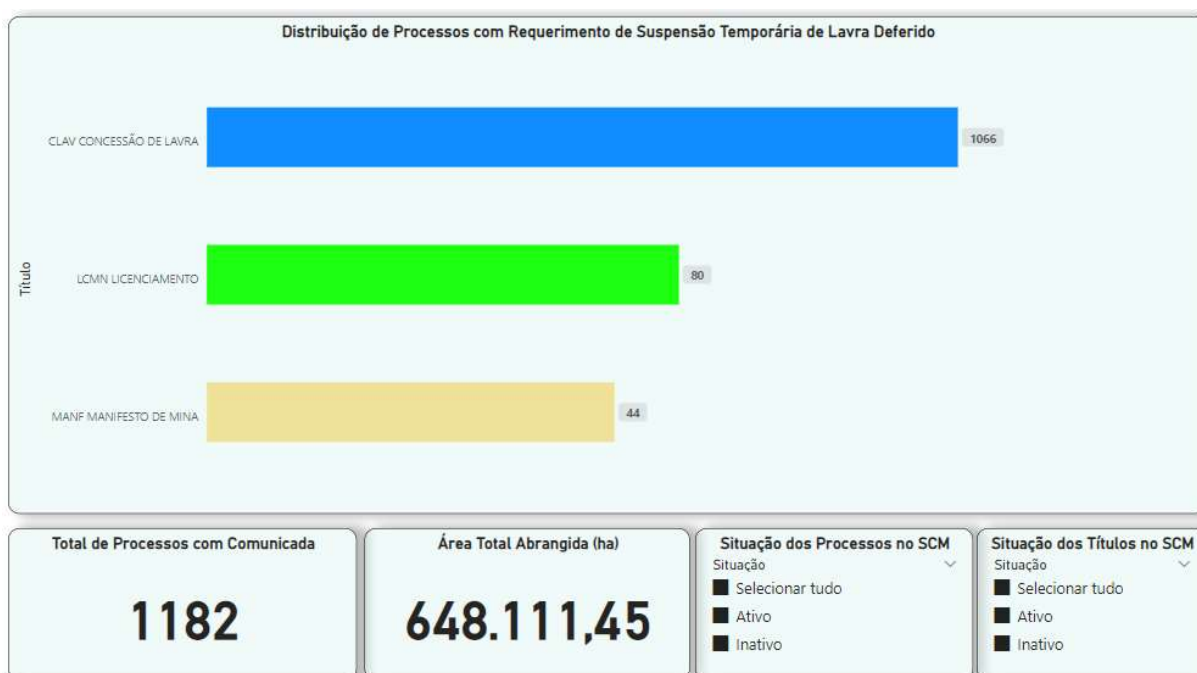 Distribuição de Processos com Requerimento de Suspensão Temporária de Lavra Deferido
Título
CLAV CONCESSÃO DE LAVRA
1066
LCMN LICENCIAMENTO
80
MANF MANIFESTO DE MINA
44
Total de Processos com Comunicada
1182
Área Total Abrangida (ha)
648.111,45
Situação dos Processos no SCM
Situação
Selecionar tudo
Ativo
Inativo
Situação dos Títulos no SCM
Situação
Selecionar tudo
Ativo
Inativo